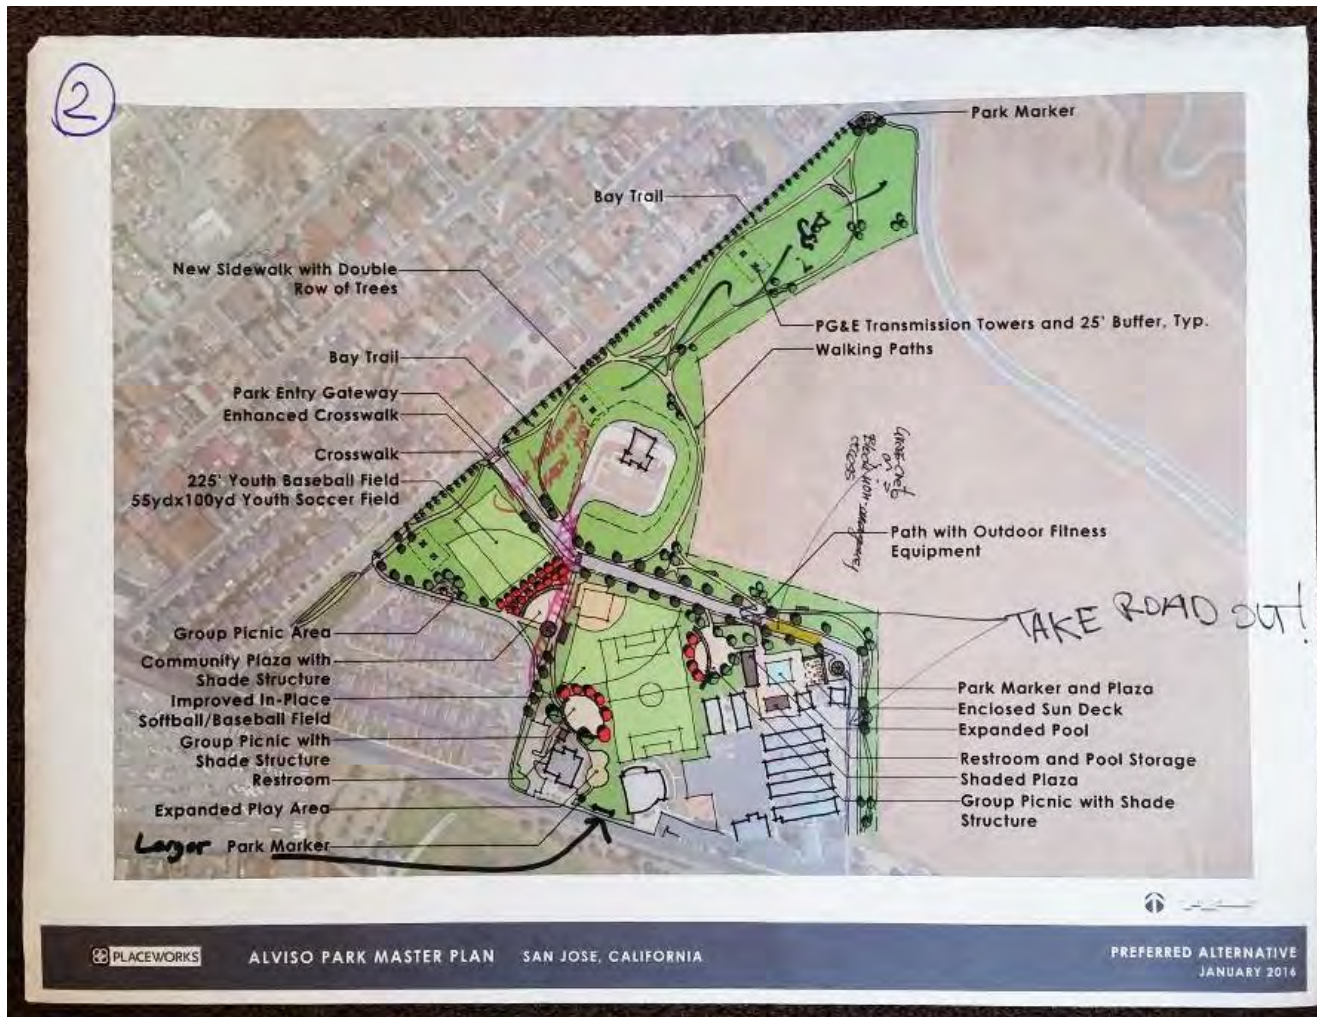 2
Park Marker
Bay Trail
New Sidewalk with Double
Row of Trees
PG&E Transmission Towers and 25' Buffer, Typ.
Walking Paths
Bay Trail
Park Entry Gateway
Enhanced Crosswalk
Crosswalk
225' Youth Baseball Field
55ydx100yd Youth Soccer Field
Path with Outdoor Fitness
Equipment
TAKE ROAD OUT!
Group Picnic Area
Community Plaza with
Shade Structure
Improved In-Place
Softball/Baseball Field
Group Picnic with
Shade Structure
Restroom
Expanded Play Area
Larger Park Marker
Park Marker and Plaza
Enclosed Sun Deck
Expanded Pool
Restroom and Pool Storage
Shaded Plaza
Group Picnic with Shade
Structure
PLACEWORKS
ALVISO PARK MASTER PLAN SAN JOSE, CALIFORNIA
PREFERRED ALTERNATIVE
JANUARY 2016